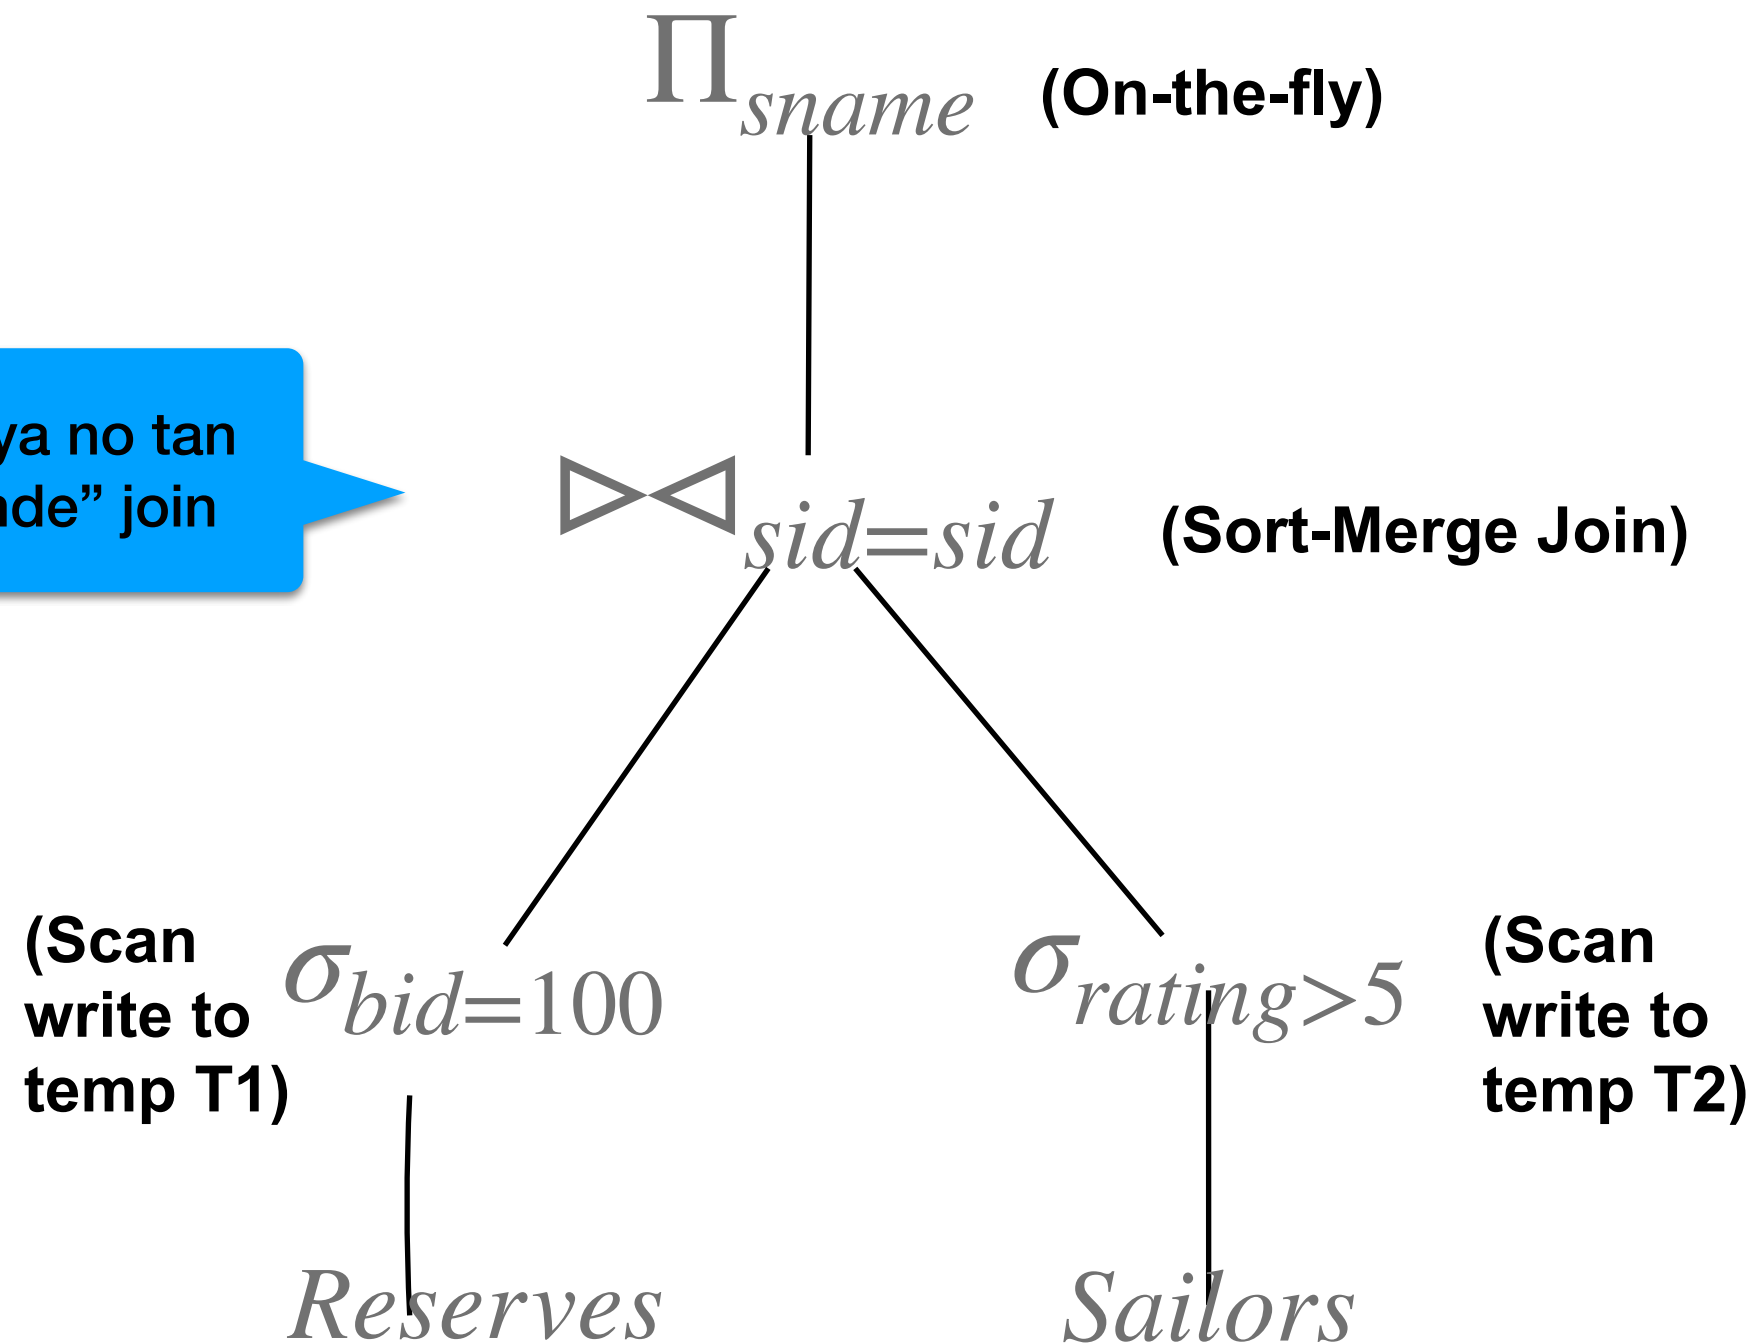 Π sname (On-the-fly)
ya no tan
nde” join
⋈ sid=sid (Sort-Merge Join)
(Scan
write to
temp T1)
σ bid=100
σ rating>5
(Scan
write to
temp T2)
Reserves
Sailors